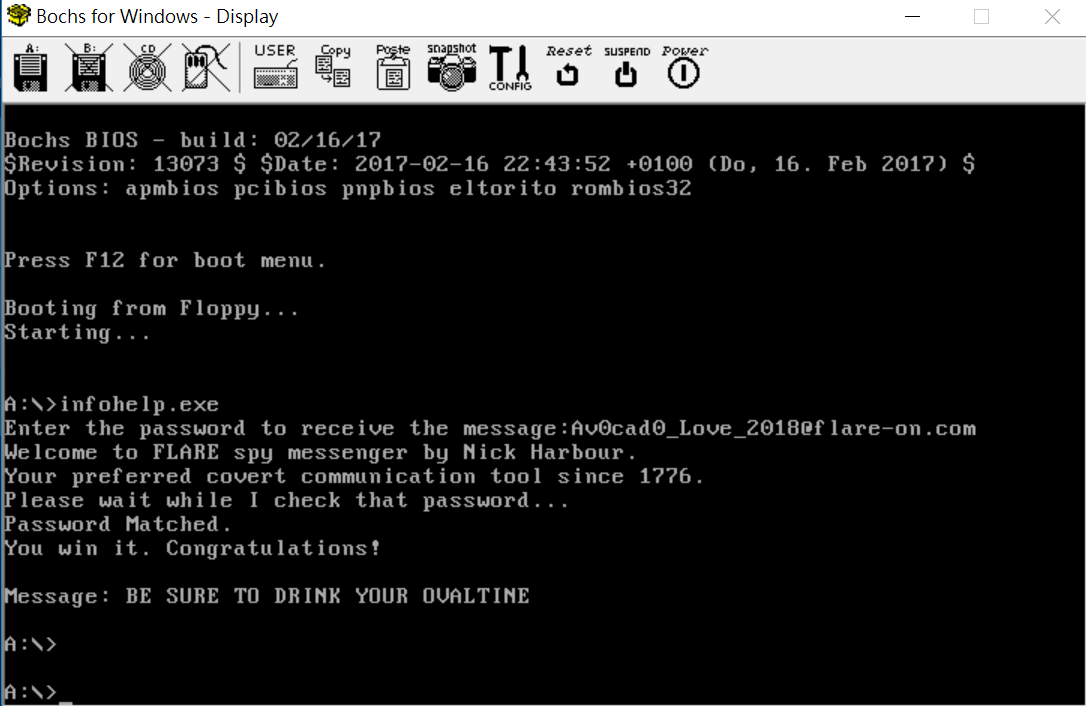 Bochs for Windows - Display
A: B: CD USER Copy Paste snapshot CONFIG Reset SUSPEND Power
Bochs BIOS - build: 02/16/17
$Revision: 13073 $ $Date: 2017-02-16 22:43:52 +0100 (Do, 16. Feb 2017) $
Options: apmbios pcibios pnpbios eltorito rombios32
Press F12 for boot menu.
Booting from Floppy...
Starting...
A:\>infohelp.exe
Enter the password to receive the message:Av0cad0_Love_2018@flare-on.com
Welcome to FLARE spy messenger by Nick Harbour.
Your preferred covert communication tool since 1776.
Please wait while I check that password...
Password Matched.
You win it. Congratulations!
Message: BE SURE TO DRINK YOUR OVALTINE
A:\>
A:\>_